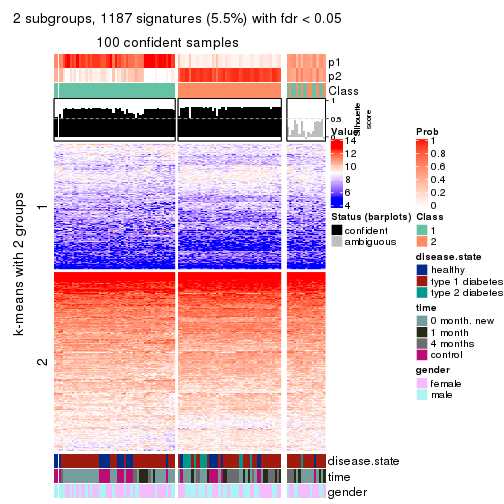 2 subgroups, 1187 signatures (5.5%) with fdr < 0.05
100 confident samples
p1
p2
Class
1
0.5
0
Silhouette
score
k-means with 2 groups
1
2
disease.state
time
gender
Value
14
12
10
8
6
4
Status (barplots)
confident
ambiguous
Prob
1
0.8
0.6
0.4
0.2
0
Class
1
2
disease.state
healthy
type 1 diabetes
type 2 diabetes
time
0 month. new
1 month
4 months
control
gender
female
male